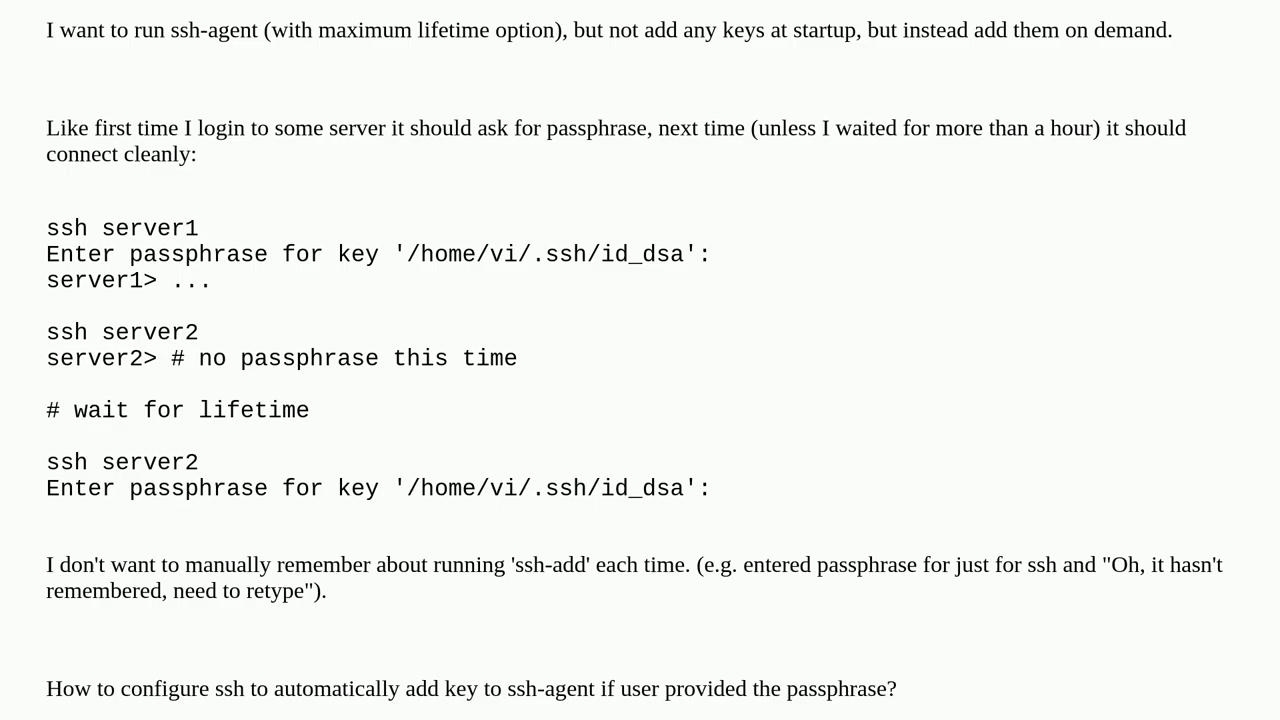 I want to run ssh-agent (with maximum lifetime option), but not add any keys at startup, but instead add them on demand.
Like first time I login to some server it should ask for passphrase, next time (unless I waited for more than a hour) it should
connect cleanly:
ssh server1
Enter passphrase for key '/home/vi/.ssh/id_dsa':
server1> ...
ssh server2
server2> # no passphrase this time
# wait for lifetime
ssh server2
Enter passphrase for key '/home/vi/.ssh/id_dsa':
I don't want to manually remember about running 'ssh-add' each time. (e.g. entered passphrase for just for ssh and "Oh, it hasn't
remembered, need to retype").
How to configure ssh to automatically add key to ssh-agent if user provided the passphrase?